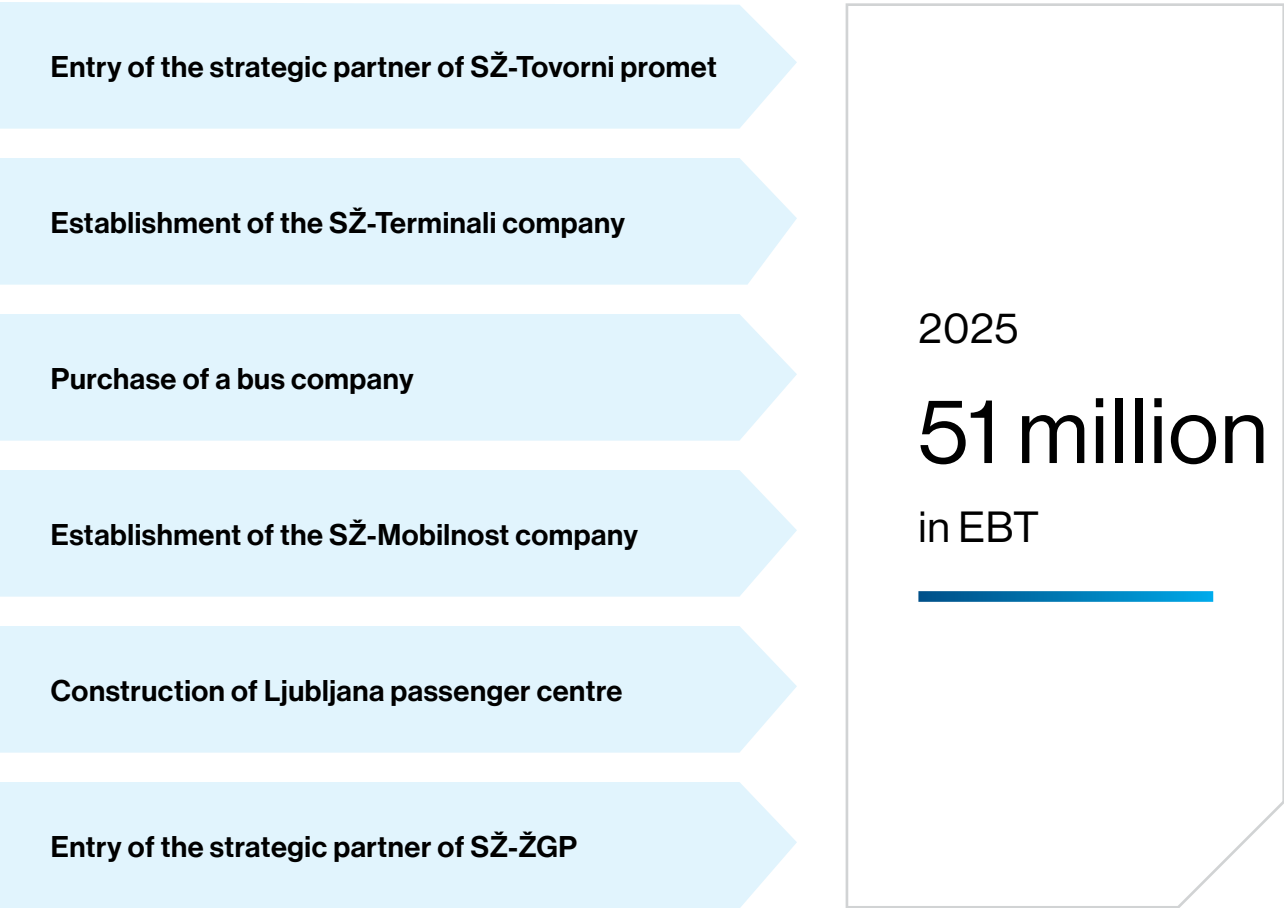 Entry of the strategic partner of SŽ-Tovorni promet
Establishment of the SŽ-Terminali company
Purchase of a bus company
Establishment of the SŽ-Mobilnost company
Construction of Ljubljana passenger centre
Entry of the strategic partner of SŽ-ŽGP
2025
51 million
in EBT